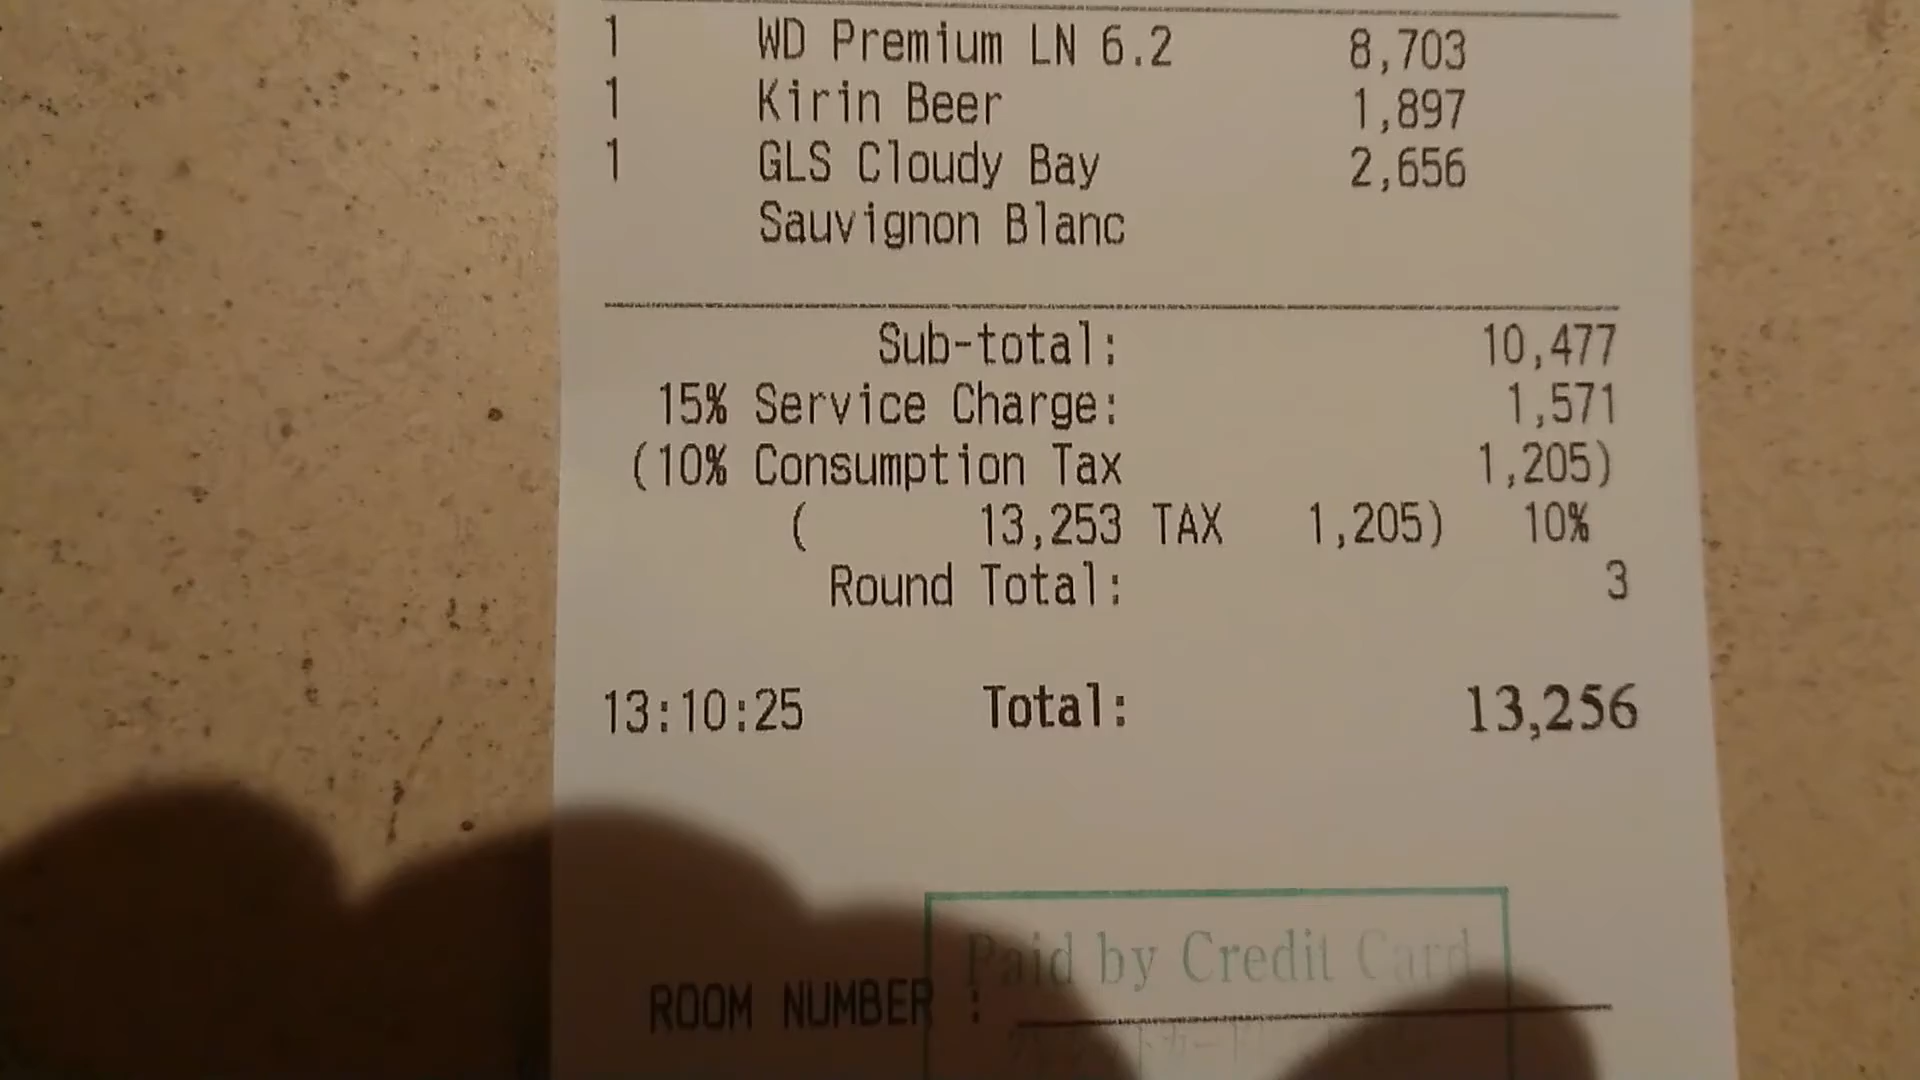 1 WD Premium LN 6.2 8,703
1 Kirin Beer 1,897
1 GLS Cloudy Bay 2,656
Sauvignon Blanc
Sub-total: 10,477
15% Service Charge: 1,571
(10% Consumption Tax 1,205)
( 13,253 TAX 1,205) 10%
Round Total: 3
13:10:25 Total: 13,256
Paid by Credit Card
ROOM NUMBER :